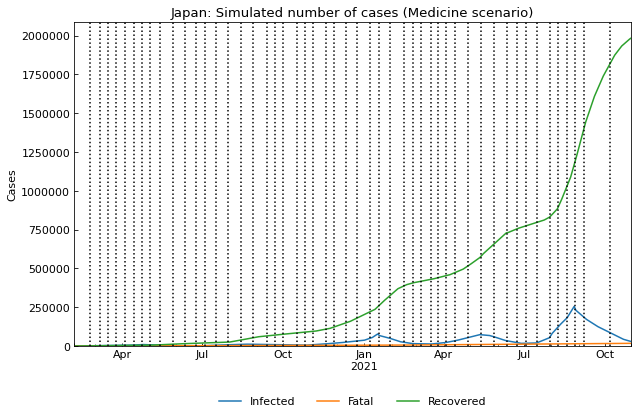 Japan: Simulated number of cases (Medicine scenario)
2000000
1750000
1500000
1250000
1000000
750000
500000
250000
0
Cases
Apr Jul Oct Jan Apr Jul Oct
2021
Infected Fatal Recovered